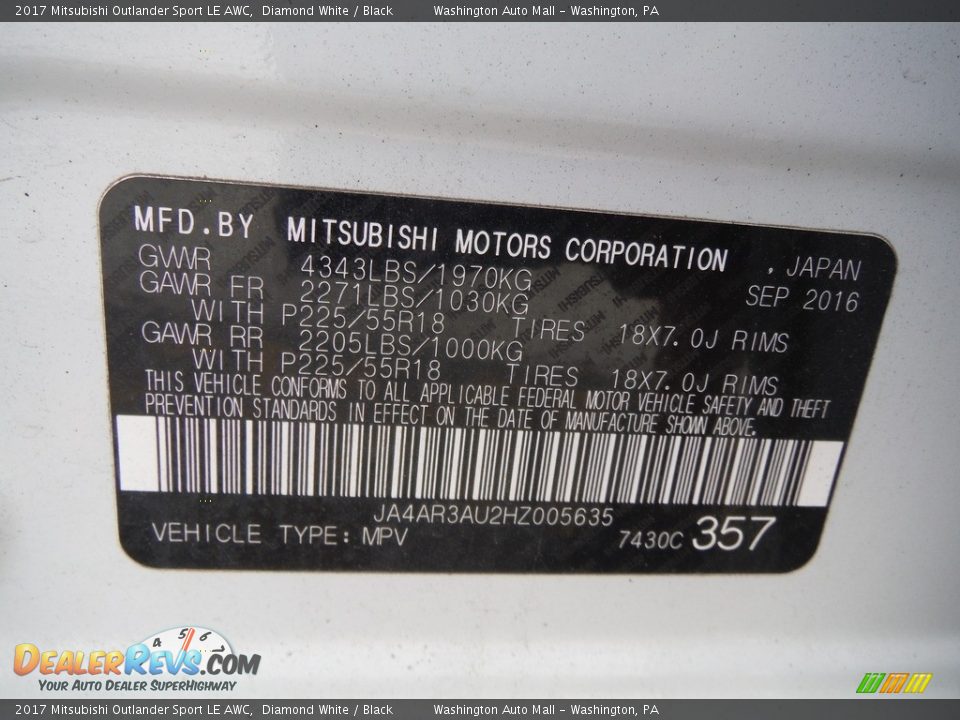 2017 Mitsubishi Outlander Sport LE AWC, Diamond White / Black Washington Auto Mall - Washington, PA
MFD.BY MITSUBISHI MOTORS CORPORATION , JAPAN
GVWR 4343LBS/1970KG SEP 2016
GAWR FR 2271LBS/1030KG
WITH P225/55R18 TIRES 18X7.0J RIMS
GAWR RR 2205LBS/1000KG
WITH P225/55R18 TIRES 18X7.0J RIMS
THIS VEHICLE CONFORMS TO ALL APPLICABLE FEDERAL MOTOR VEHICLE SAFETY AND THEFT
PREVENTION STANDARDS IN EFFECT ON THE DATE OF MANUFACTURE SHOWN ABOVE.
JA4AR3AU2HZ005635
VEHICLE TYPE: MPV 7430C 357
4 5 6
DEALERREVS.COM
YOUR AUTO DEALER SUPERHIGHWAY
2017 Mitsubishi Outlander Sport LE AWC, Diamond White / Black Washington Auto Mall - Washington, PA